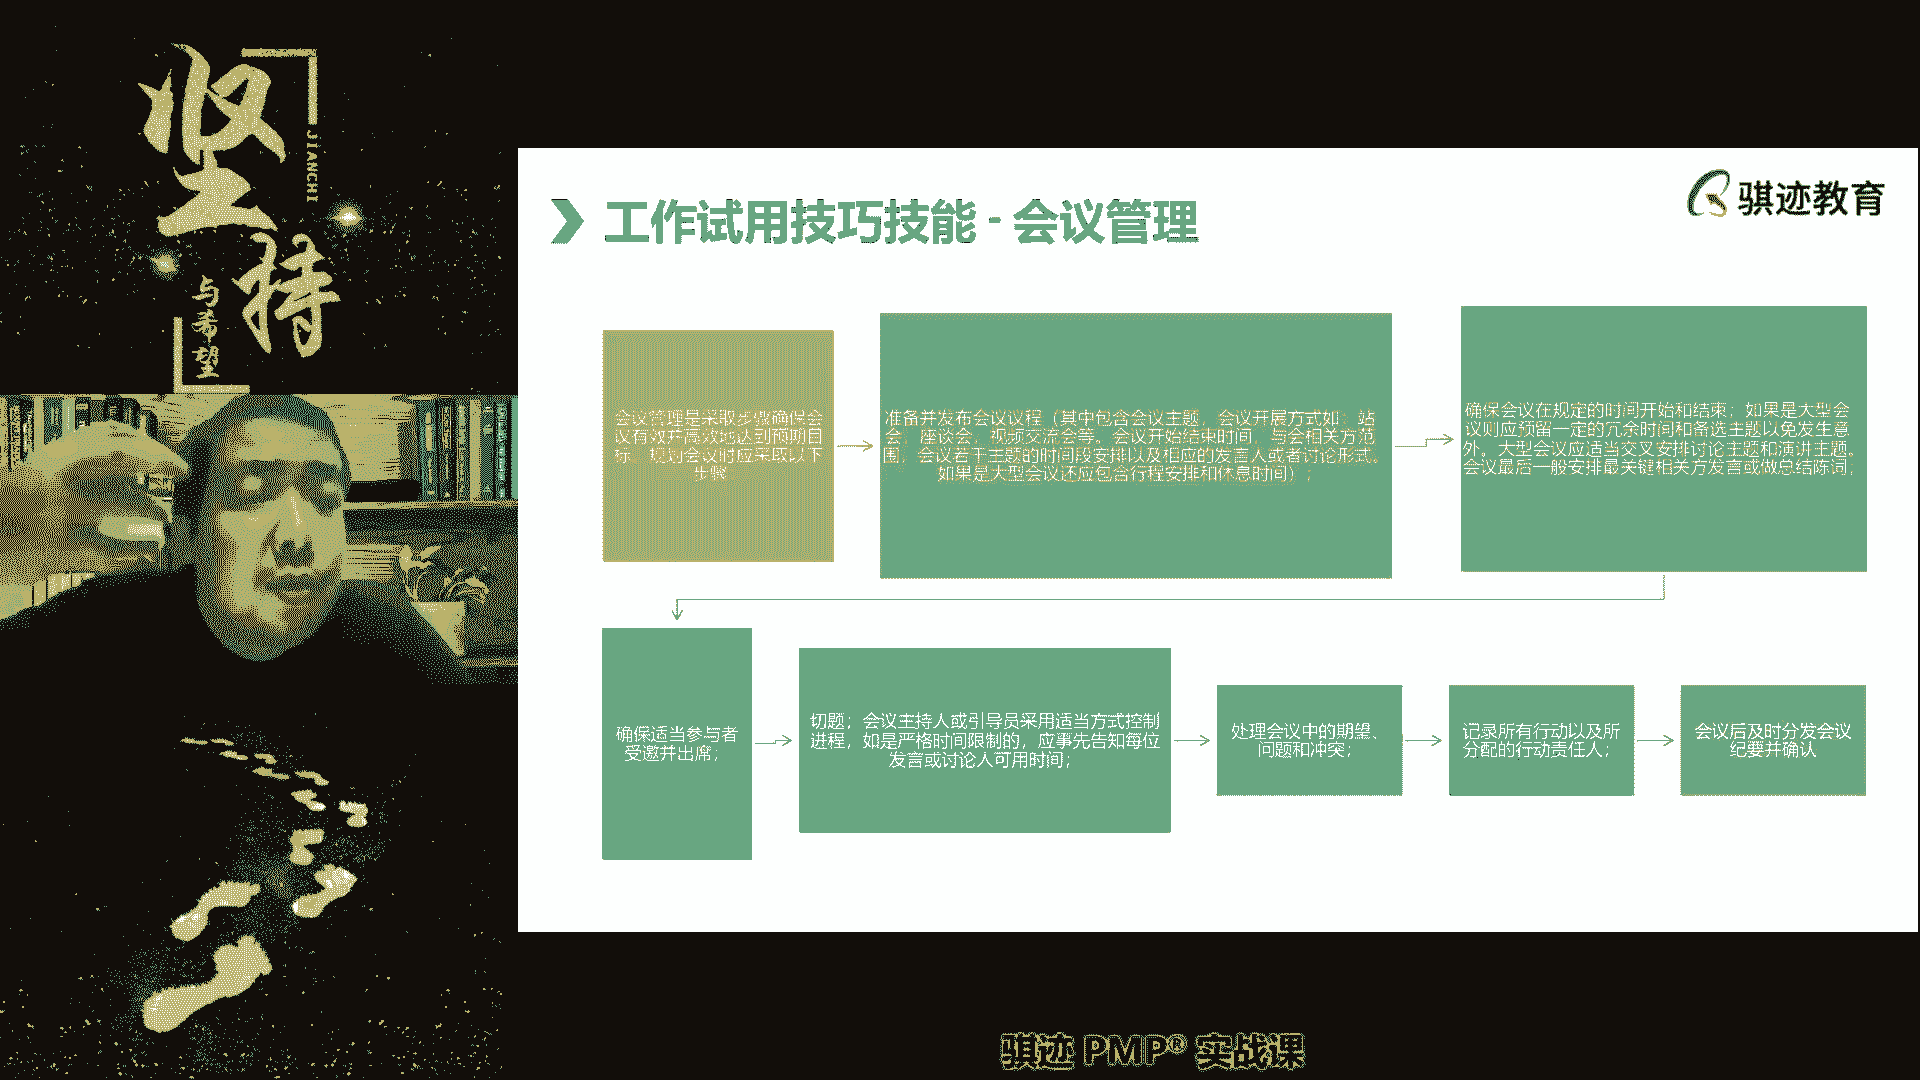 坚持
JIANCHI
与希望
骐迹教育
工作试用技巧技能 - 会议管理
会议管理是采取步骤确保会
议有效并高效地达到预期目
标。规划会议时应采取以下
步骤:
准备并发布会议议程(其中包含会议主题、会议开展方式如:站
会、座谈会、视频交流会等。会议开始结束时间、与会相关方范
围、会议若干主题的时间段安排以及相应的发言人或者讨论形式。
如果是大型会议还应包含行程安排和休息时间);
确保会议在规定的时间开始和结束;如果是大型会
议则应预留一定的冗余时间和备选主题以免发生意
外。大型会议应适当交叉安排讨论主题和演讲主题。
会议最后一般安排最关键相关方发言或做总结陈词;
确保适当参与者
受邀并出席;
切题;会议主持人或引导员采用适当方式控制
进程,如是严格时间限制的,应事先告知每位
发言或讨论人可用时间;
处理会议中的期望、
问题和冲突;
记录所有行动以及所
分配的行动责任人;
会议后及时分发会议
纪要并确认
骐迹 PMP® 实战课